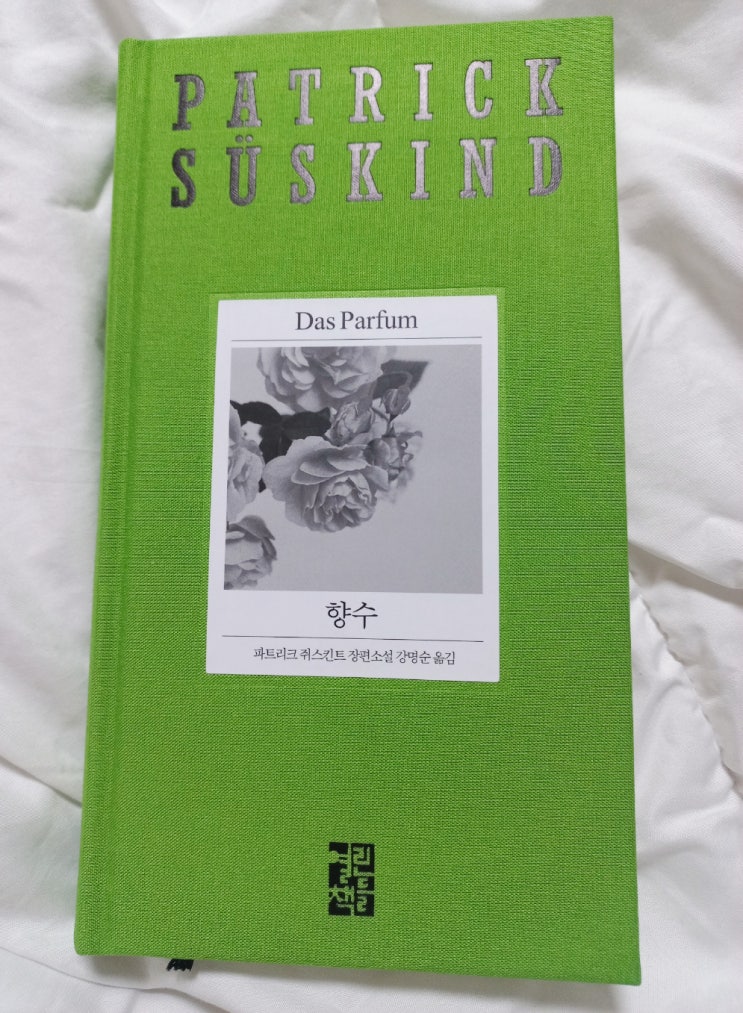 PATRICK
SÜSKIND
Das Parfum
향수
파트리크 쥐스킨트 장편소설 강명순 옮김
열린책들